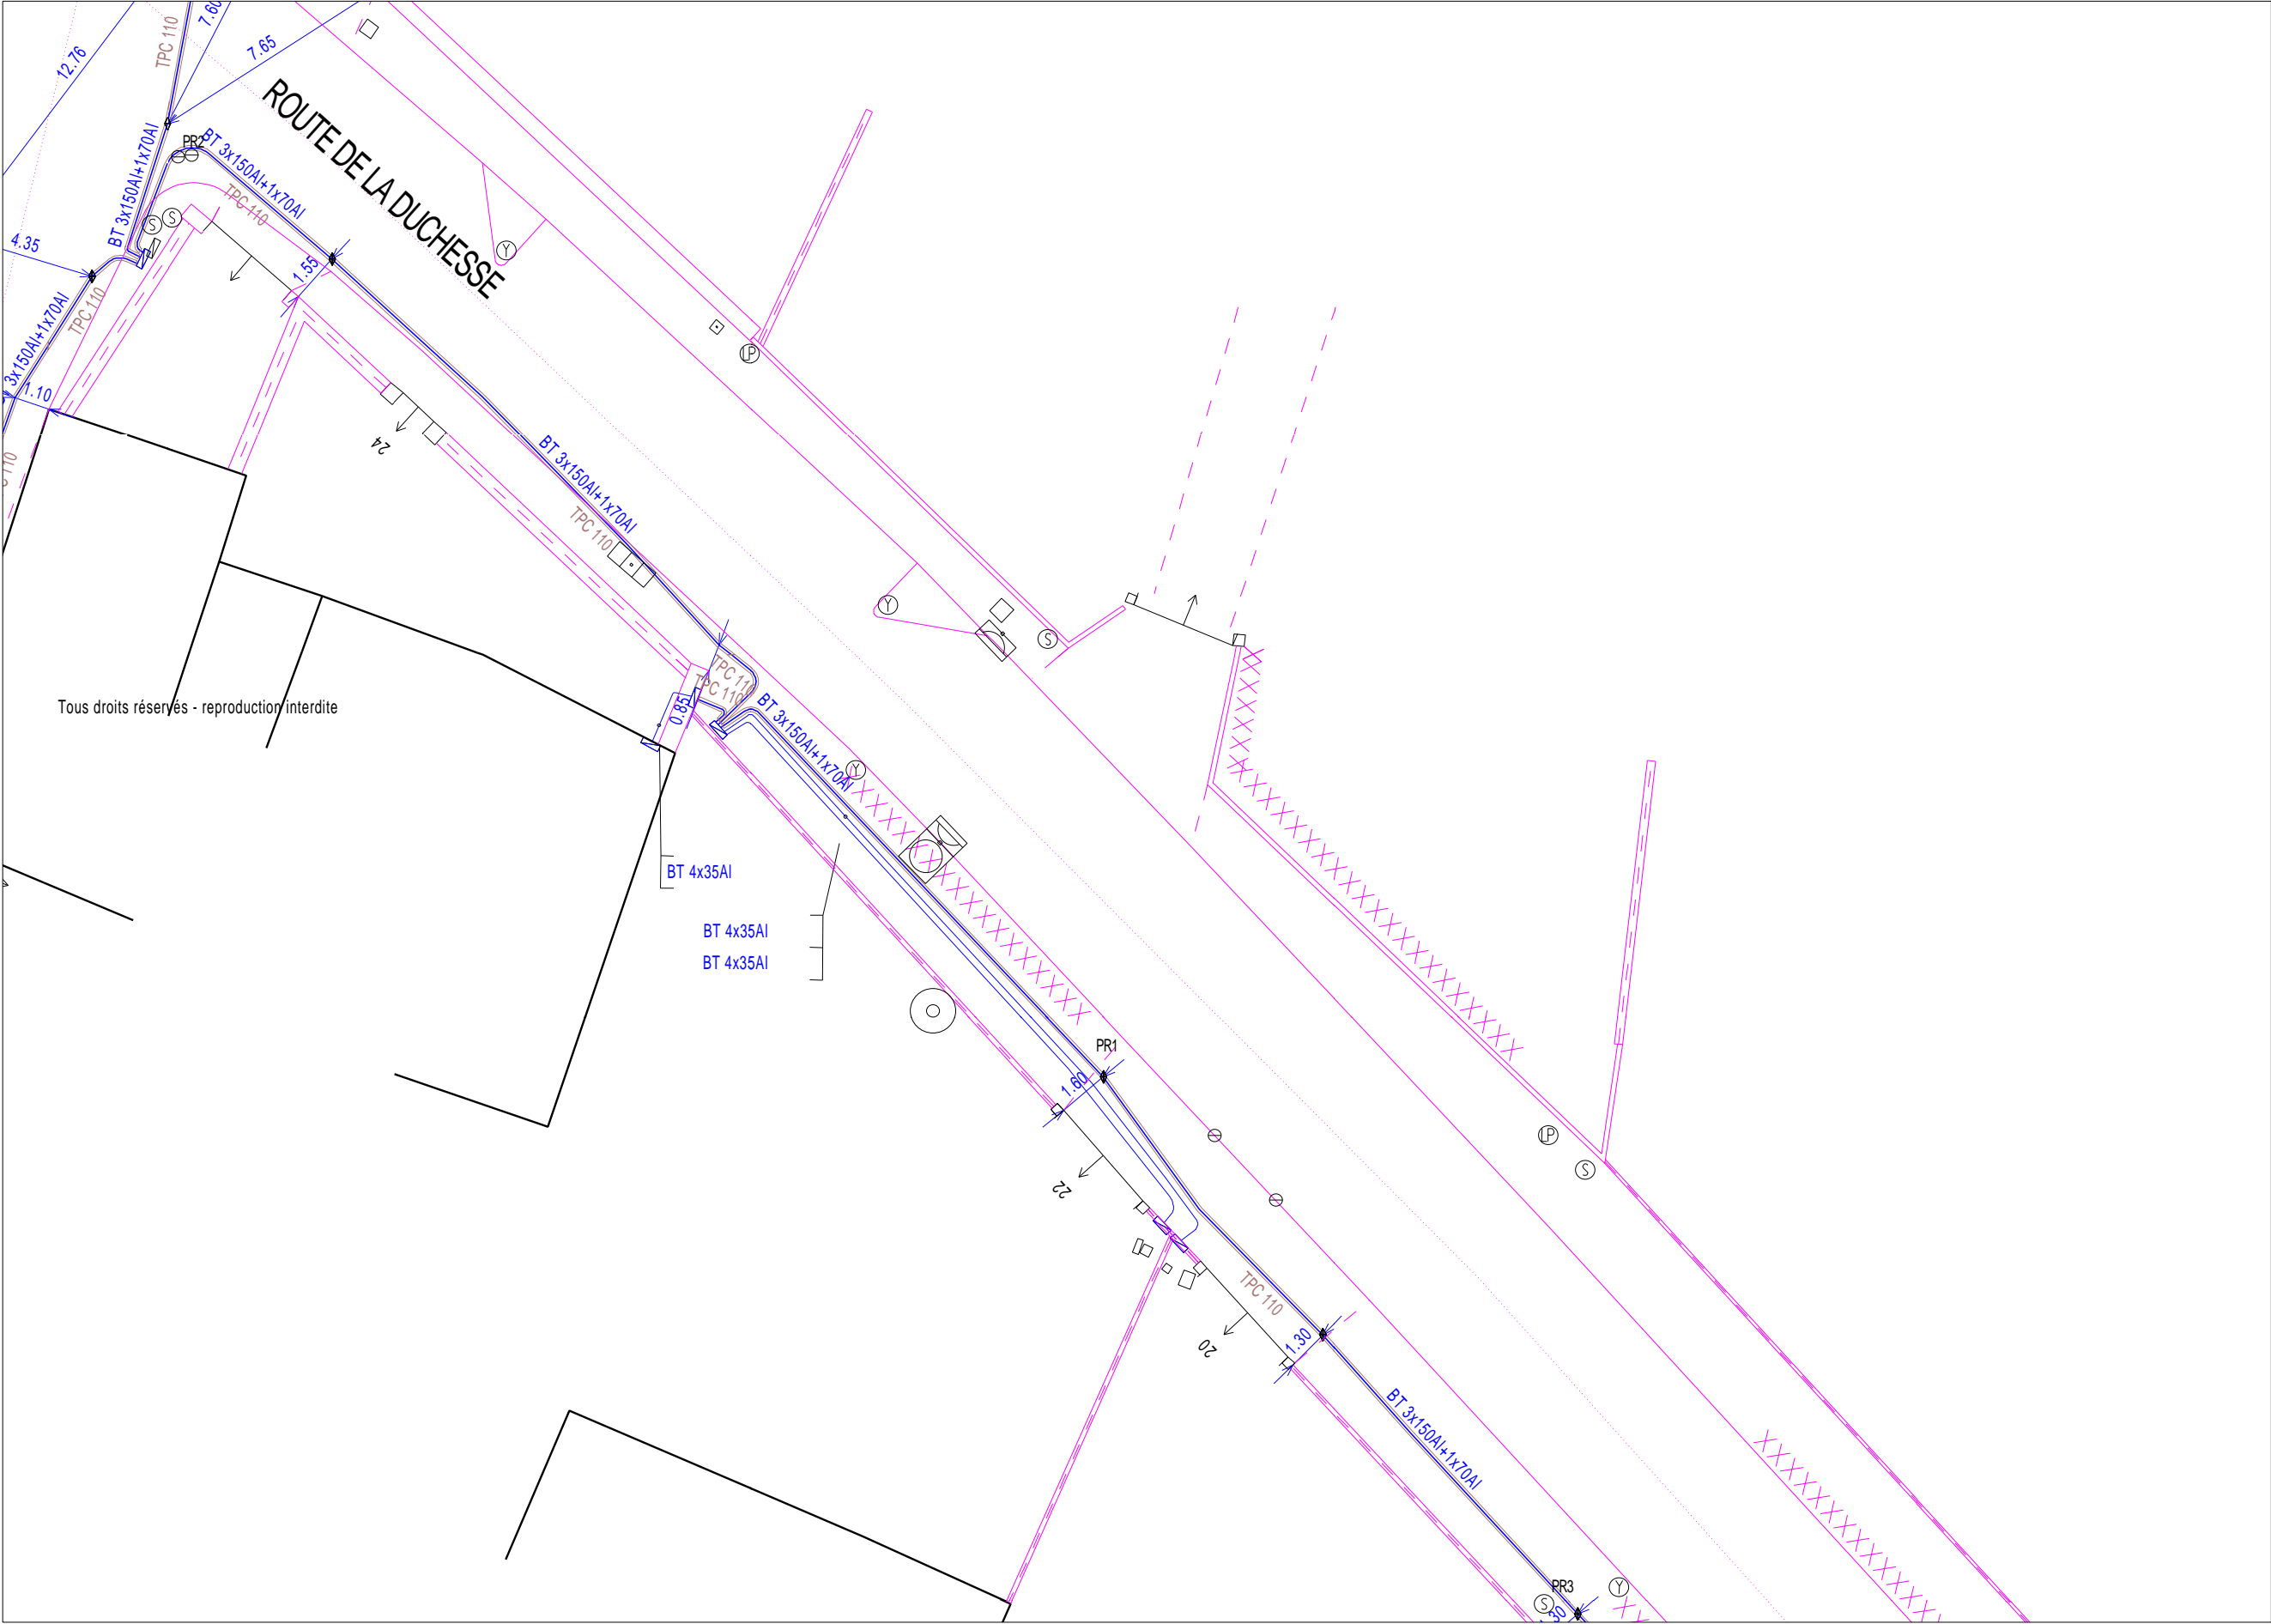 TPC 110
7.60
7.65
12.76
ROUTE DE LA DUCHESSE
BT 3x150Al+1x70Al
PR2
BT 3x150Al+1x70Al
TPC 110
S
S
Y
4.35
1.55
TPC 110
3x150Al+1x70Al
1.10
LP
24
BT 3x150Al+1x70Al
TPC 110
110
Y
S
TPC 110
TPC 110
0.85
Tous droits réservés - reproduction interdite
BT 3x150Al+1x70Al
Y
BT 4x35Al
BT 4x35Al
BT 4x35Al
PR1
1.60
LP
S
22
TPC 110
20
1.30
BT 3x150Al+1x70Al
PR3
Y
S